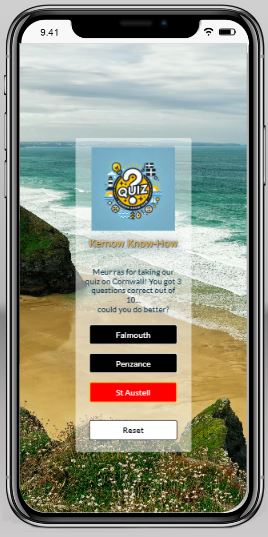 9.41
QUIZ
Kernow Know-How
Meur ras for taking our
quiz on Cornwall! You got 3
questions correct out of
10...
could you do better?
Falmouth
Penzance
St Austell
Reset